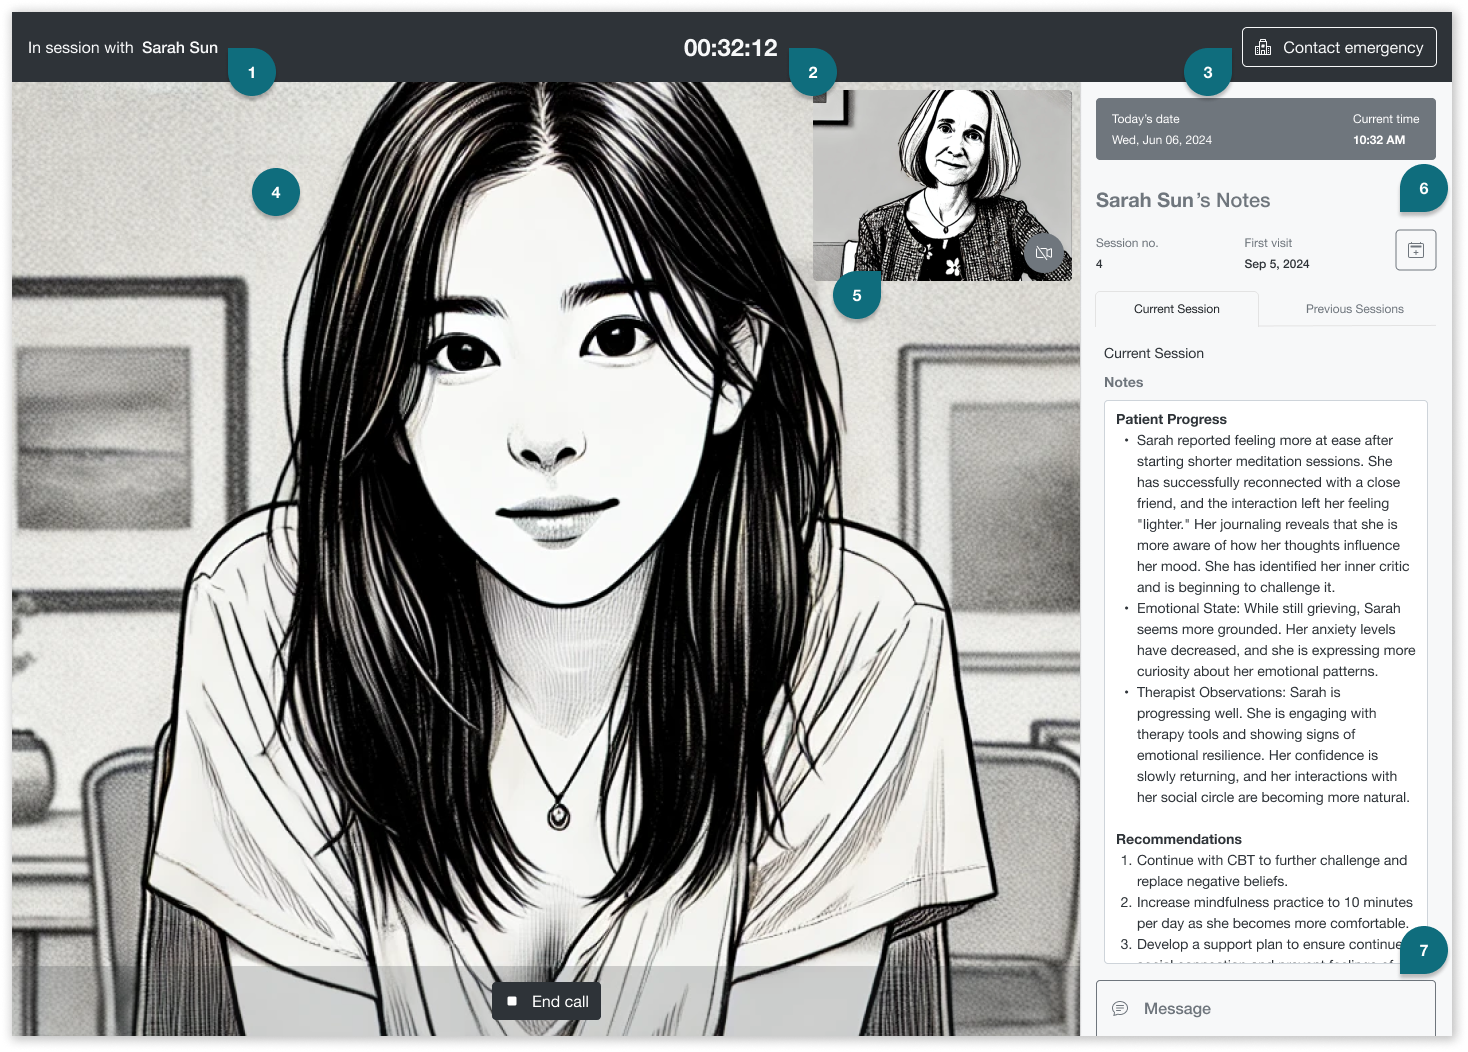 In session with Sarah Sun
1
00:32:12
2
3
Contact emergency
4
5
Today's date
Wed, Jun 06, 2024
Current time
10:32 AM
6
Sarah Sun's Notes
Session no.
4
First visit
Sep 5, 2024
Current Session
Previous Sessions
Current Session
Notes
Patient Progress
• Sarah reported feeling more at ease after
starting shorter meditation sessions. She
has successfully reconnected with a close
friend, and the interaction left her feeling
"lighter." Her journaling reveals that she is
more aware of how her thoughts influence
her mood. She has identified her inner critic
and is beginning to challenge it.
• Emotional State: While still grieving, Sarah
seems more grounded. Her anxiety levels
have decreased, and she is expressing more
curiosity about her emotional patterns.
• Therapist Observations: Sarah is
progressing well. She is engaging with
therapy tools and showing signs of
emotional resilience. Her confidence is
slowly returning, and her interactions with
her social circle are becoming more natural.
Recommendations
1. Continue with CBT to further challenge and
replace negative beliefs.
2. Increase mindfulness practice to 10 minutes
per day as she becomes more comfortable.
3. Develop a support plan to ensure continue
7
End call
Message